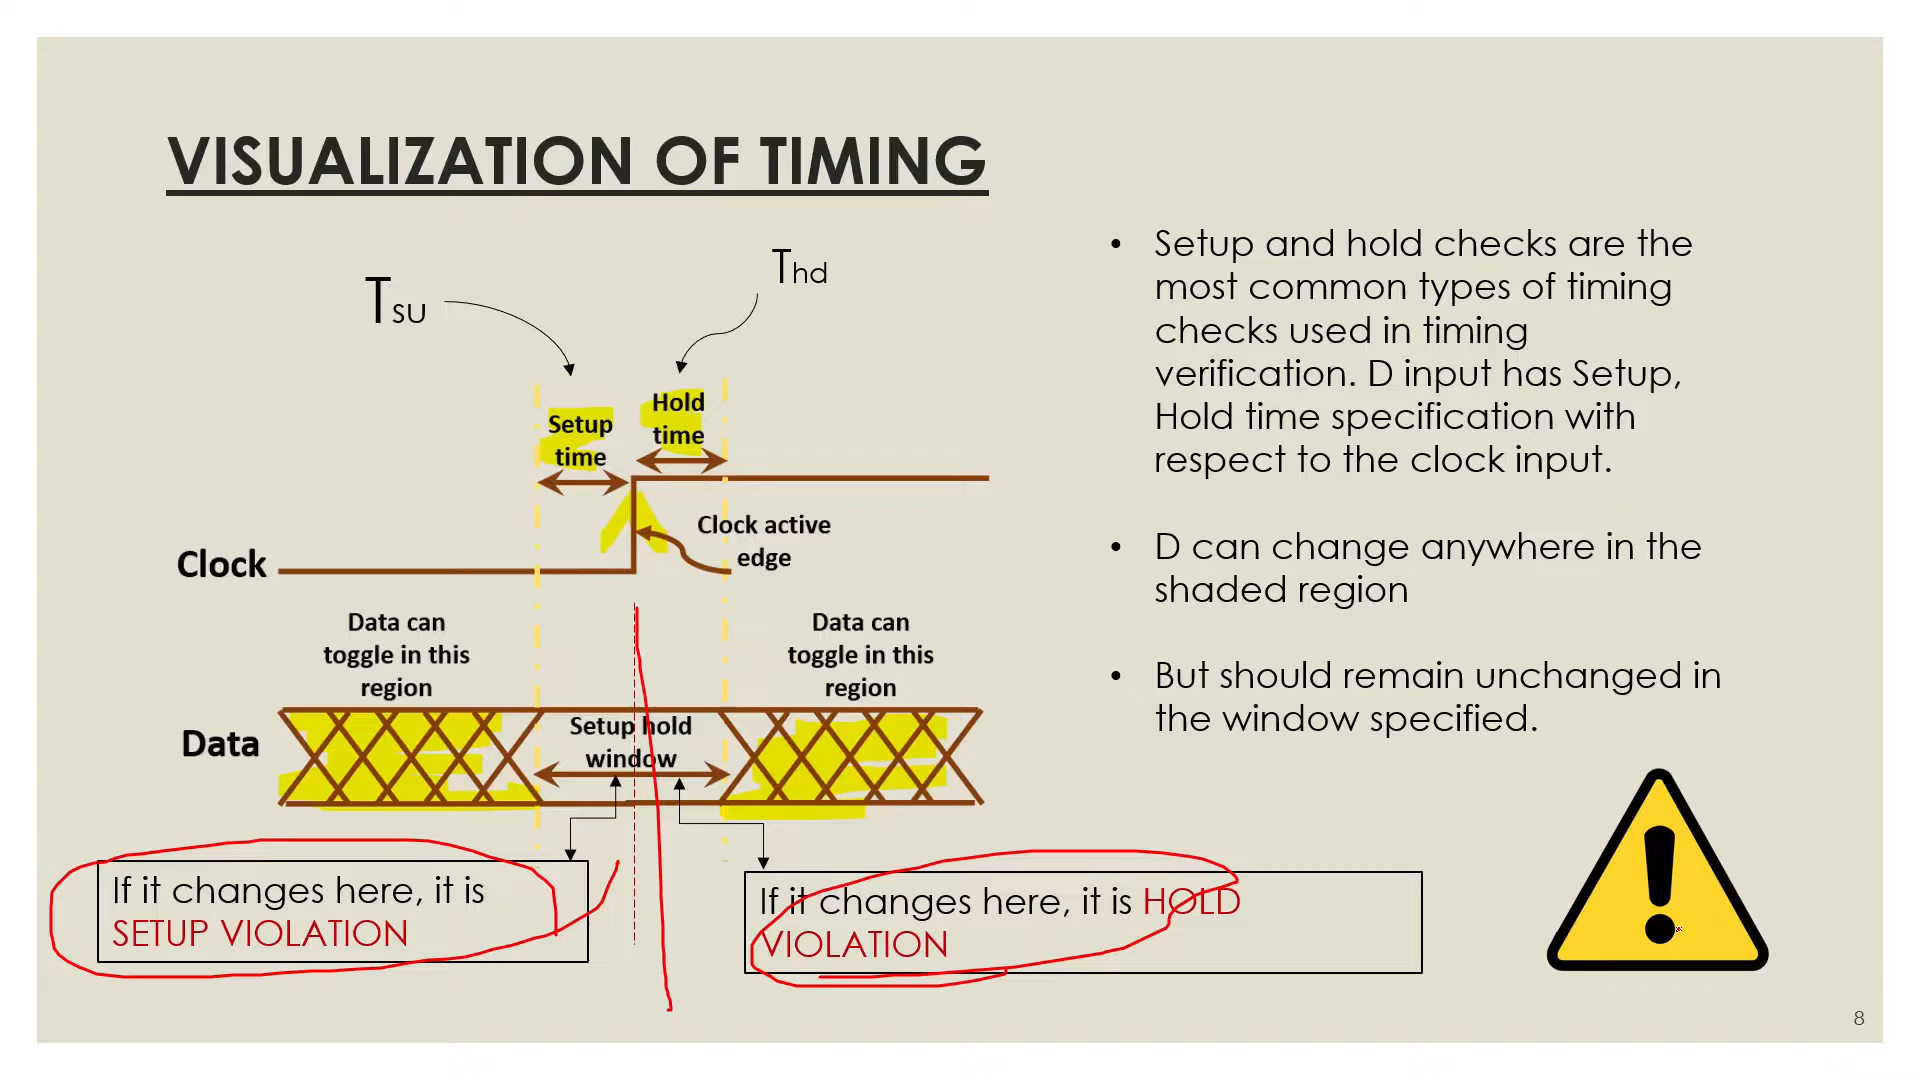 VISUALIZATION OF TIMING
Tsu
Thd
Setup
time
Hold
time
Clock active
edge
Clock
Data can
toggle in this
region
Data can
toggle in this
region
Data
Setup hold
window
If it changes here, it is
SETUP VIOLATION
If it changes here, it is HOLD
VIOLATION
• Setup and hold checks are the
most common types of timing
checks used in timing
verification. D input has Setup,
Hold time specification with
respect to the clock input.
• D can change anywhere in the
shaded region
• But should remain unchanged in
the window specified.
!
8